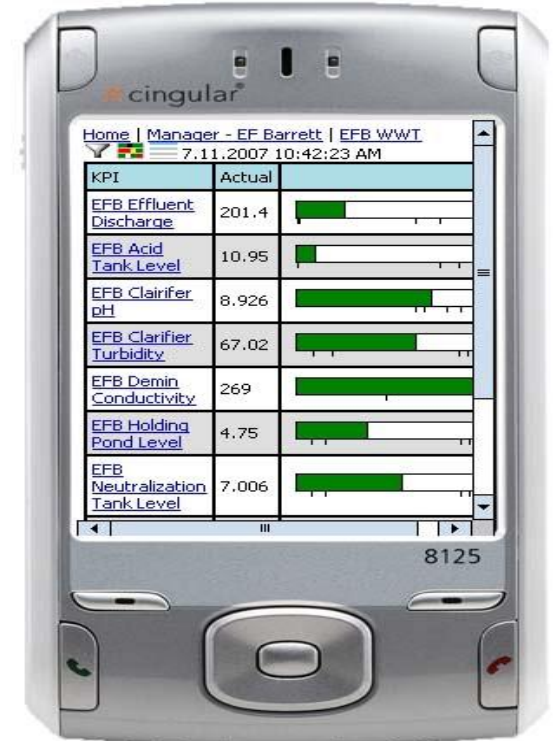 cingular
Home | Manager - EF Barrett | EFB WWT
7.11.2007 10:42:23 AM
KPI Actual
EFB Effluent
Discharge
201.4
EFB Acid
Tank Level
10.95
EFB Clairifer
pH
8.926
EFB Clarifier
Turbidity
67.02
EFB Demin
Conductivity
269
EFB Holding
Pond Level
4.75
EFB
Neutralization
Tank Level
7.006
8125